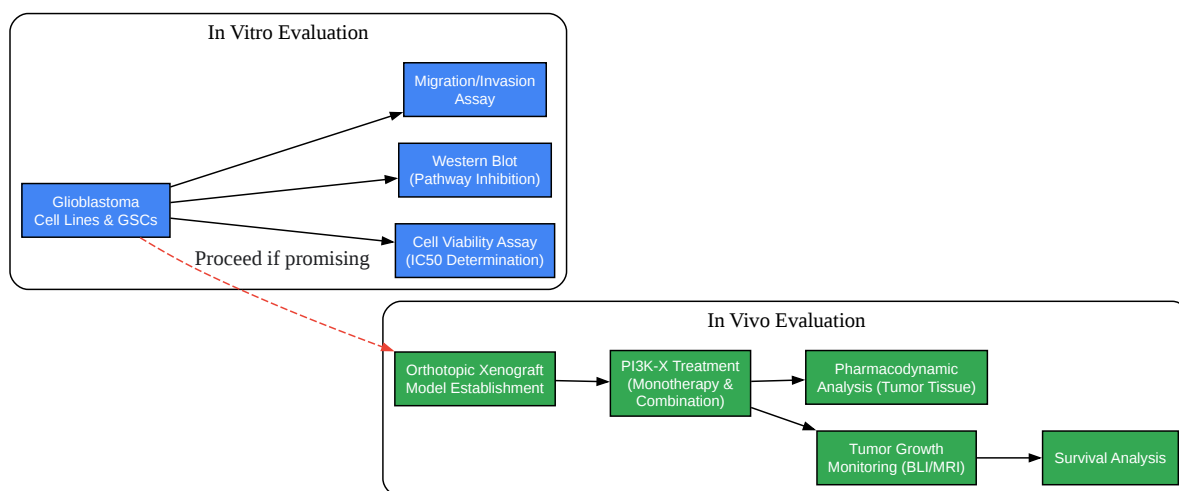 In Vitro Evaluation
Migration/Invasion
Assay
Western Blot
(Pathway Inhibition)
Glioblastoma
Cell Lines & GSCs
Cell Viability Assay
(IC50 Determination)
Proceed if promising
In Vivo Evaluation
Orthotopic Xenograft
Model Establishment
PI3K-X Treatment
(Monotherapy &
Combination)
Pharmacodynamic
Analysis (Tumor Tissue)
Tumor Growth
Monitoring (BLI/MRI)
Survival Analysis